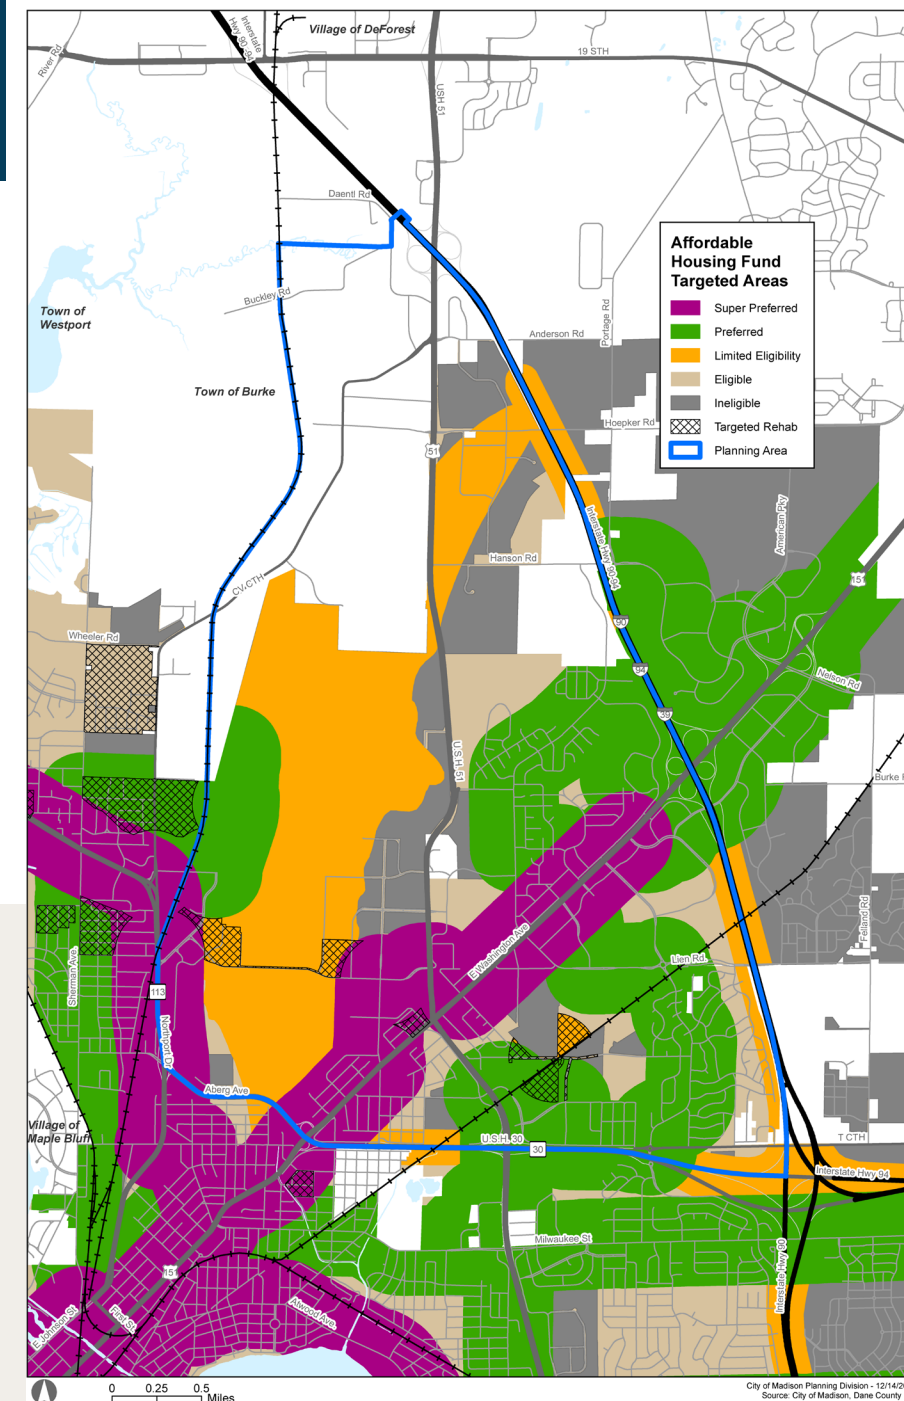 Village of DeForest
Interstate
Hwy 90-94
River Rd
19 STH
USH 51
Daentl Rd
Affordable
Housing Fund
Targeted Areas
Super Preferred
Preferred
Limited Eligibility
Eligible
Ineligible
Targeted Rehab
Planning Area
Buckley Rd
Portage Rd
Town of
Westport
Anderson Rd
Town of Burke
Hoepker Rd
51
American Pky
Interstate Hwy 90-94
Hanson Rd
151
CV-CTH
90
Wheeler Rd
94
Nelson Rd
39
U.S.H. 51
Burke
Felland Rd
E Washington Ave
Lien Rd
Sherman Ave
113
Northport Dr
Aberg Ave
Village of
Maple Bluff
U.S.H. 30
30
T CTH
Interstate Hwy 94
Milwaukee St
Interstate Hwy 90
151
Atwood Ave
First St
E Johnson St
0 0.25 0.5
Miles
City of Madison Planning Division - 12/14/20
Source: City of Madison, Dane County